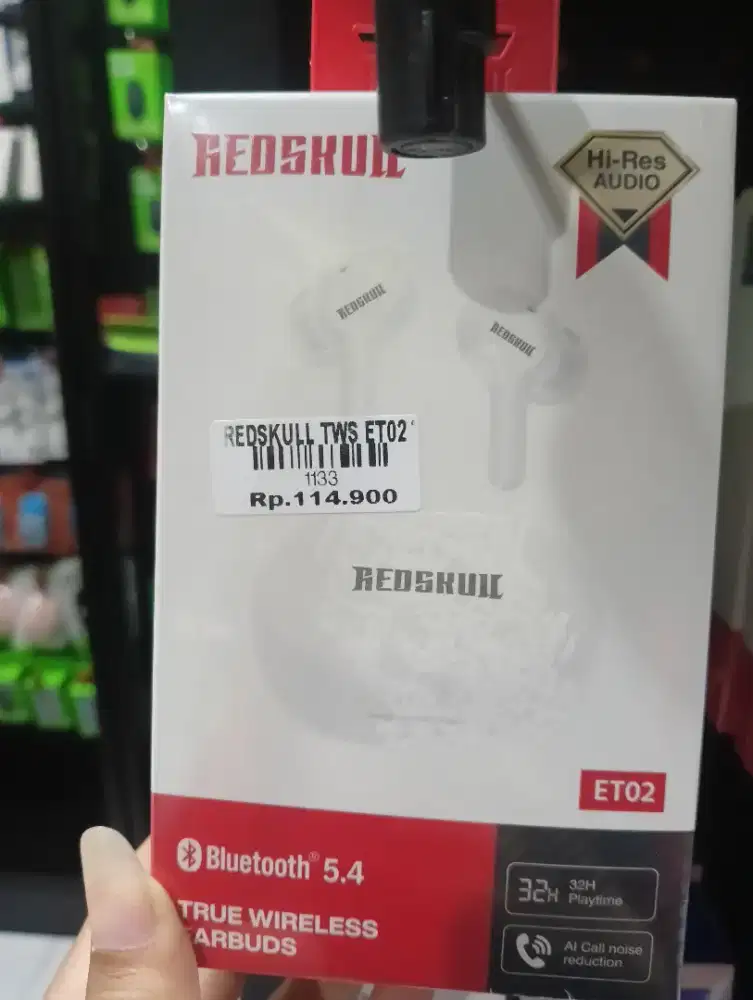 REDSKULL
Hi-Res
AUDIO
REDSKULL
REDSKULL
REDSKULL TWS ET02
1133
Rp.114.900
REDSKULL
ET02
Bluetooth® 5.4
TRUE WIRELESS
EARBUDS
32H
32H
Playtime
AI Call noise
reduction